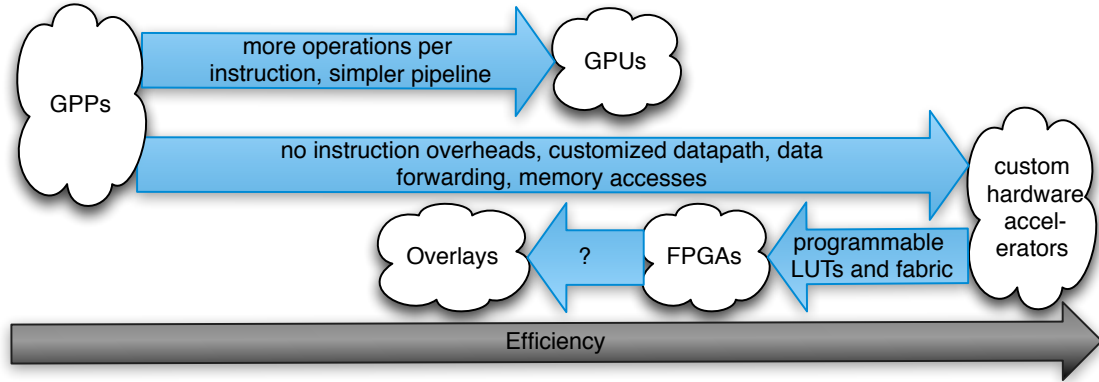 more operations per
instruction, simpler pipeline
GPUs
GPPs
no instruction overheads, customized datapath, data
forwarding, memory accesses
custom
hardware
accel-
erators
Overlays
?
FPGAs
programmable
LUTs and fabric
Efficiency